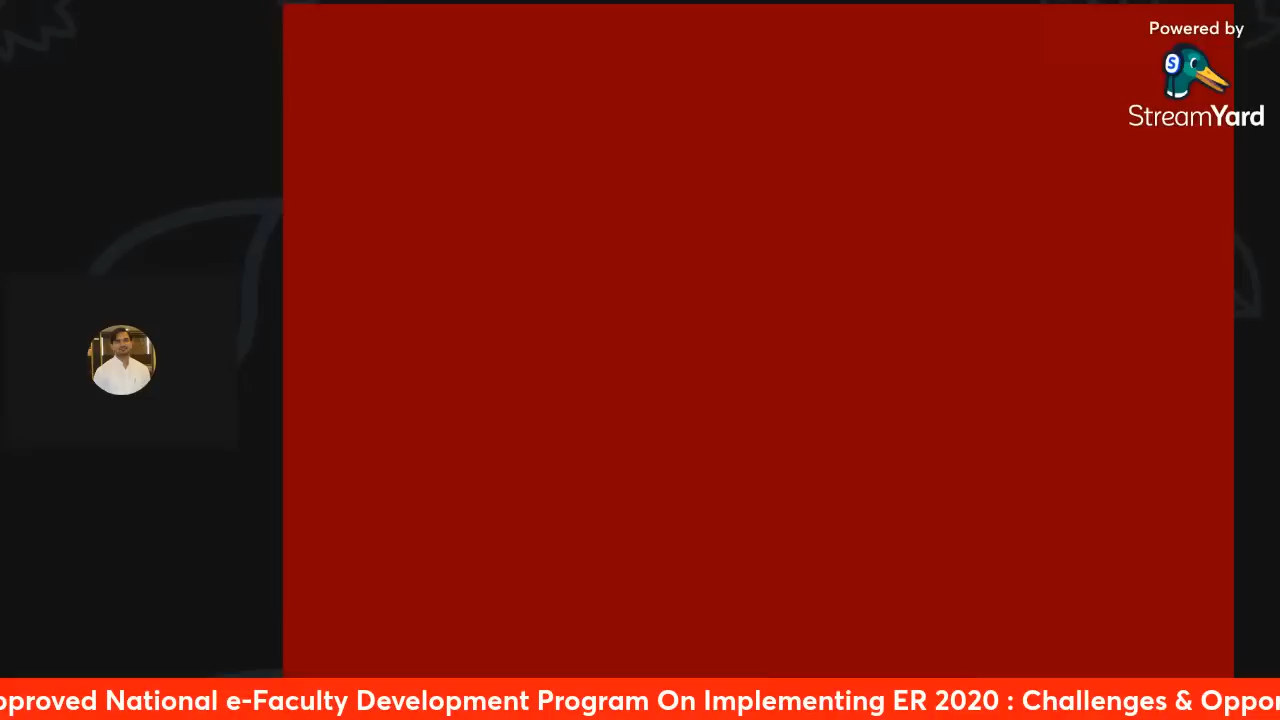 Powered by
S
StreamYard
pproved National e-Faculty Development Program On Implementing ER 2020 : Challenges & Oppor